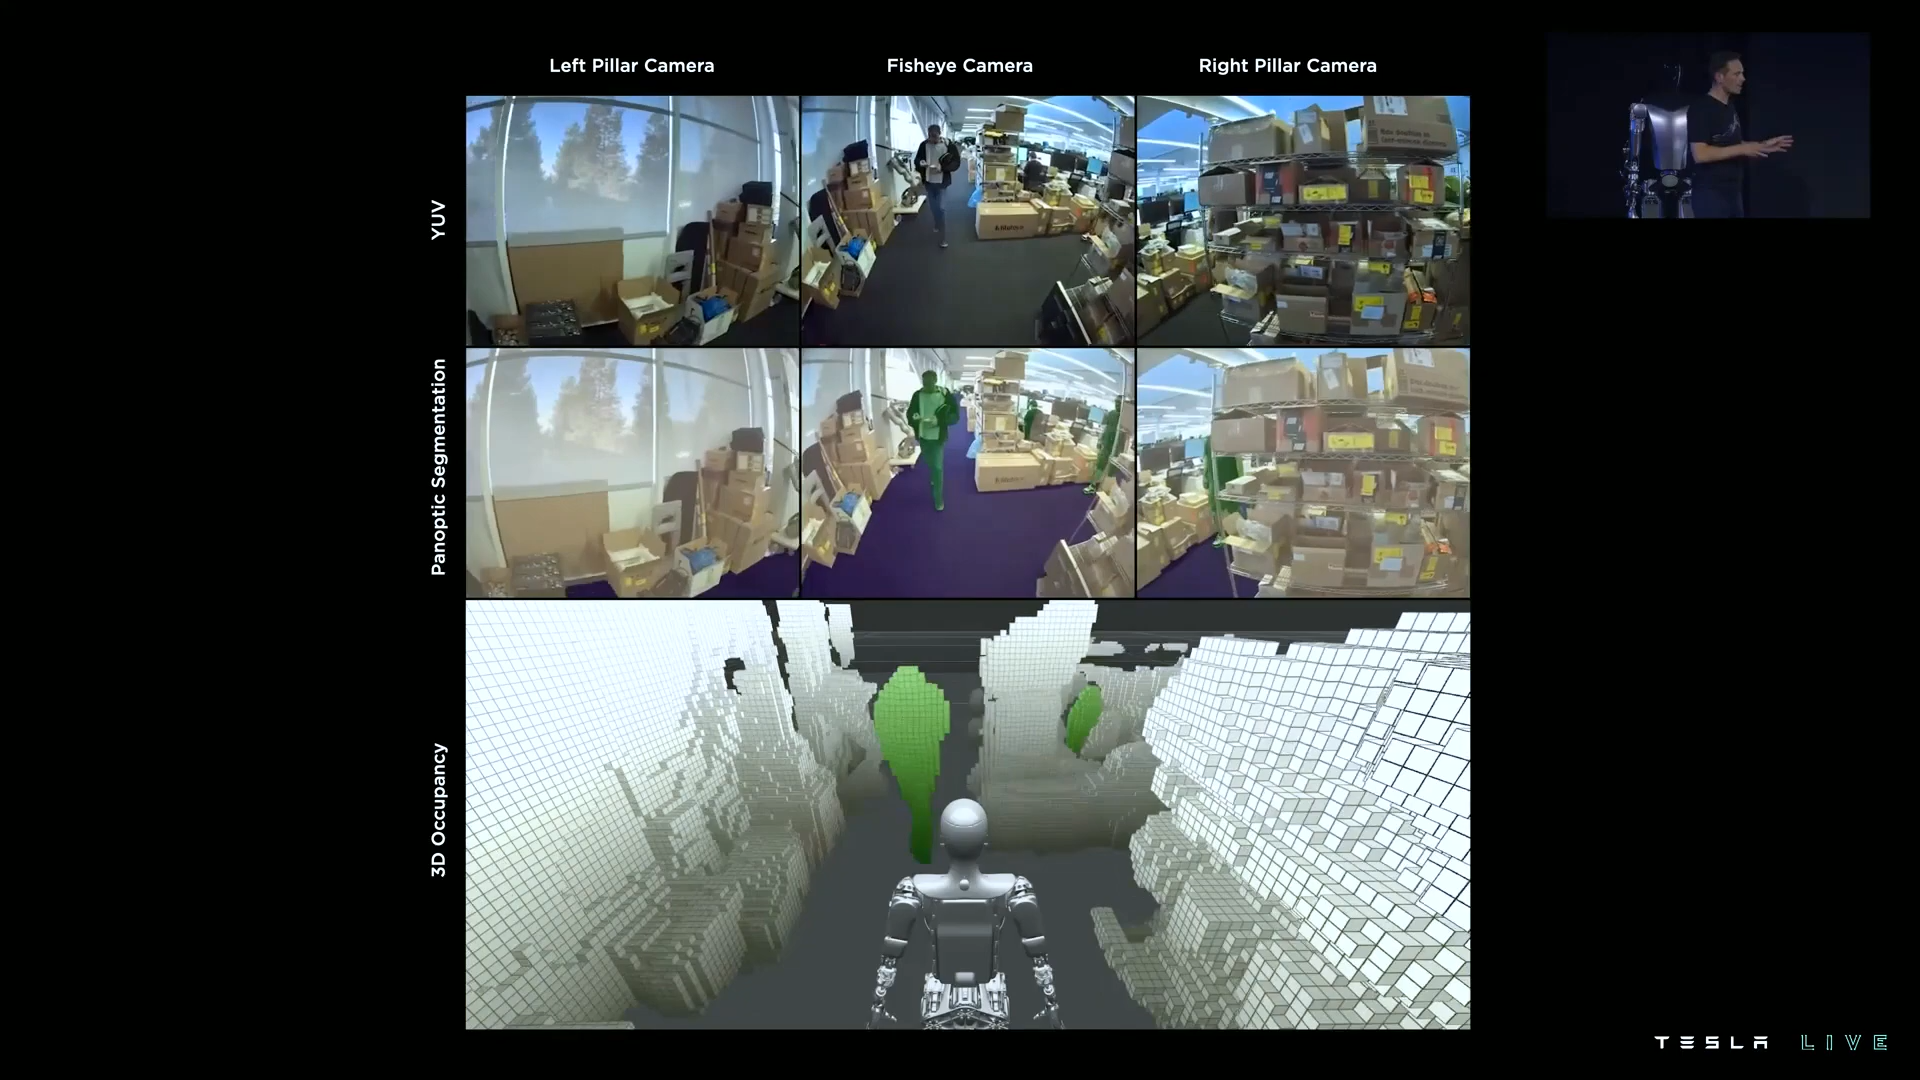 Left Pillar Camera
Fisheye Camera
Right Pillar Camera
YUV
Panoptic Segmentation
3D Occupancy
TESLA LIVE